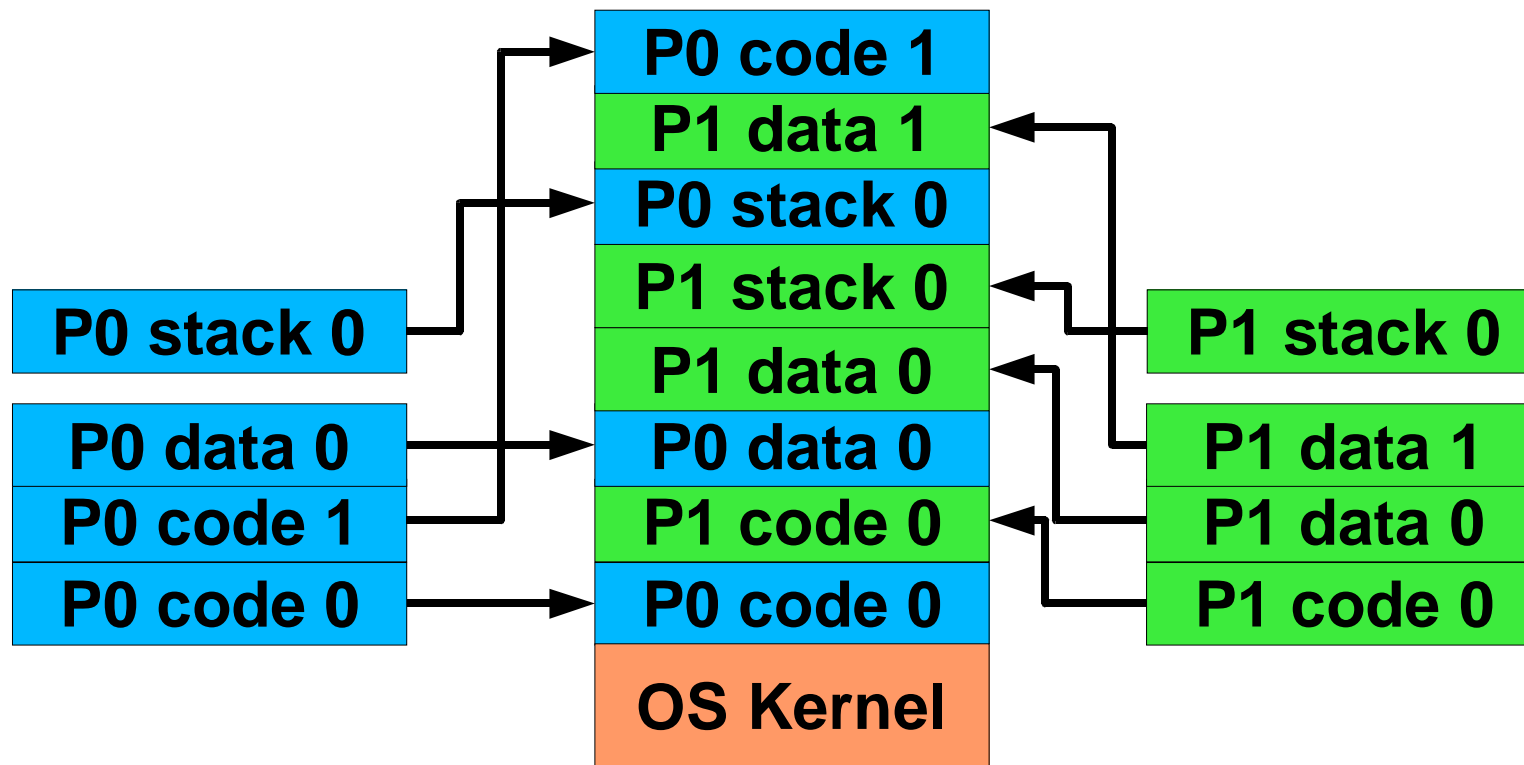 P0 stack 0
P0 data 0
P0 code 1
P0 code 0
P0 code 1
P1 data 1
P0 stack 0
P1 stack 0
P1 data 0
P0 data 0
P1 code 0
P0 code 0
OS Kernel
P1 stack 0
P1 data 1
P1 data 0
P1 code 0